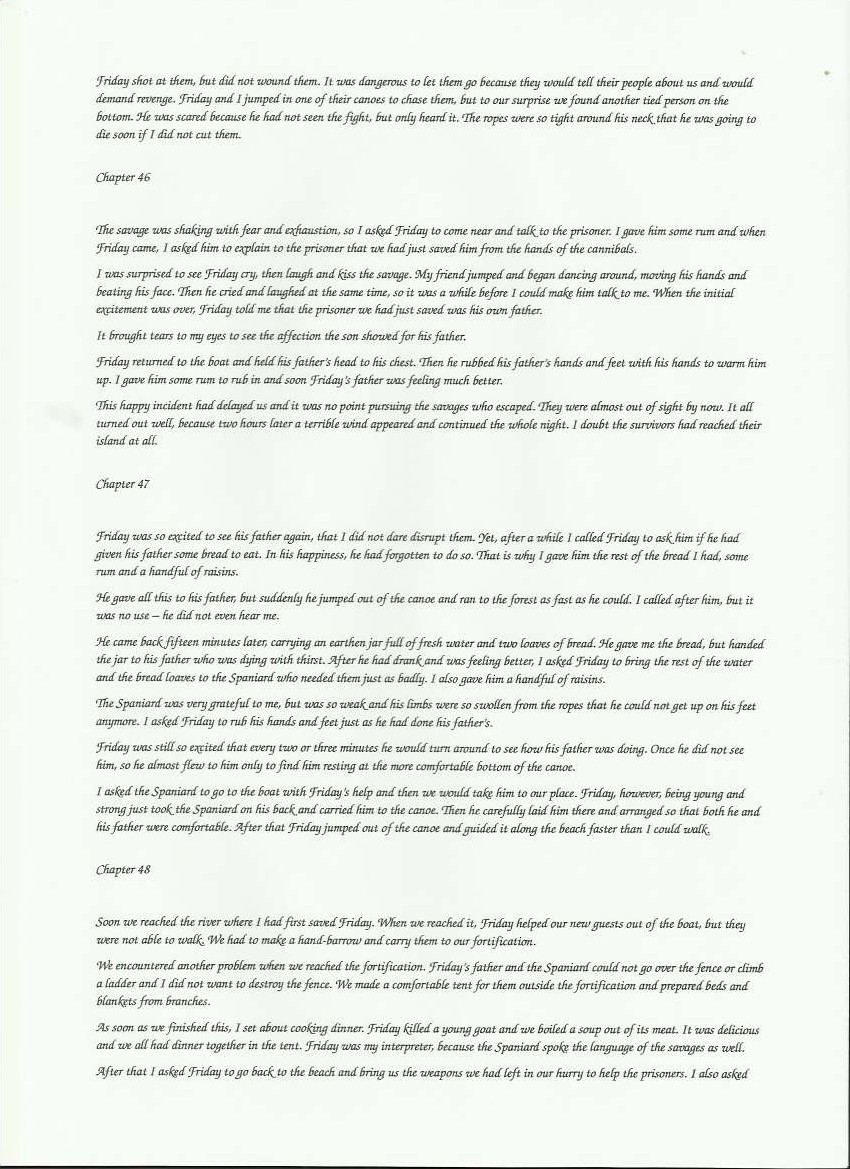 Friday shot at them, but did not wound them. It was dangerous to let them go because they would tell their people about us and would
demand revenge. Friday and I jumped in one of their canoes to chase them, but to our surprise we found another tied person on the
bottom. He was scared because he had not seen the fight, but only heard it. The ropes were so tight around his neck that he was going to
die soon if I did not cut them.
Chapter 46
The savage was shaking with fear and exhaustion, so I asked Friday to come near and talk to the prisoner. I gave him some rum and when
Friday came, I asked him to explain to the prisoner that we had just saved him from the hands of the cannibals.
I was surprised to see Friday cry, then laugh and kiss the savage. My friend jumped and began dancing around, moving his hands and
beating his face. Then he cried and laughed at the same time, so it was a while before I could make him talk to me. When the initial
excitement was over, Friday told me that the prisoner we had just saved was his own father.
It brought tears to my eyes to see the affection the son showed for his father.
Friday returned to the boat and held his father's head to his chest. Then he rubbed his father's hands and feet with his hands to warm him
up. I gave him some rum to rub in and soon Friday's father was feeling much better.
This happy incident had delayed us and it was no point pursuing the savages who escaped. They were almost out of sight by now. It all
turned out well, because two hours later a terrible wind appeared and continued the whole night. I doubt the survivors had reached their
island at all.
Chapter 47
Friday was so excited to see his father again, that I did not dare disrupt them. Yet, after a while I called Friday to ask him if he had
given his father some bread to eat. In his happiness, he had forgotten to do so. That is why I gave him the rest of the bread I had, some
rum and a handful of raisins.
He gave all this to his father, but suddenly he jumped out of the canoe and ran to the forest as fast as he could. I called after him, but it
was no use – he did not even hear me.
He came back fifteen minutes later, carrying an earthen jar full of fresh water and two loaves of bread. He gave me the bread, but handed
the jar to his father who was dying with thirst. After he had drank and was feeling better, I asked Friday to bring the rest of the water
and the bread loaves to the Spaniard who needed them just as badly. I also gave him a handful of raisins.
The Spaniard was very grateful to me, but was so weak and his limbs were so swollen from the ropes that he could not get up on his feet
anymore. I asked Friday to rub his hands and feet just as he had done his father's.
Friday was still so excited that every two or three minutes he would turn around to see how his father was doing. Once he did not see
him, so he almost flew to him only to find him resting at the more comfortable bottom of the canoe.
I asked the Spaniard to go to the boat with Friday's help and then we would take him to our place. Friday, however, being young and
strong just took the Spaniard on his back and carried him to the canoe. Then he carefully laid him there and arranged so that both he and
his father were comfortable. After that Friday jumped out of the canoe and guided it along the beach faster than I could walk.
Chapter 48
Soon we reached the river where I had first saved Friday. When we reached it, Friday helped our new guests out of the boat, but they
were not able to walk. We had to make a hand-barrow and carry them to our fortification.
We encountered another problem when we reached the fortification. Friday's father and the Spaniard could not go over the fence or climb
a ladder and I did not want to destroy the fence. We made a comfortable tent for them outside the fortification and prepared beds and
blankets from branches.
As soon as we finished this, I set about cooking dinner. Friday killed a young goat and we boiled a soup out of its meat. It was delicious
and we all had dinner together in the tent. Friday was my interpreter, because the Spaniard spoke the language of the savages as well.
After that I asked Friday to go back to the beach and bring us the weapons we had left in our hurry to help the prisoners. I also asked